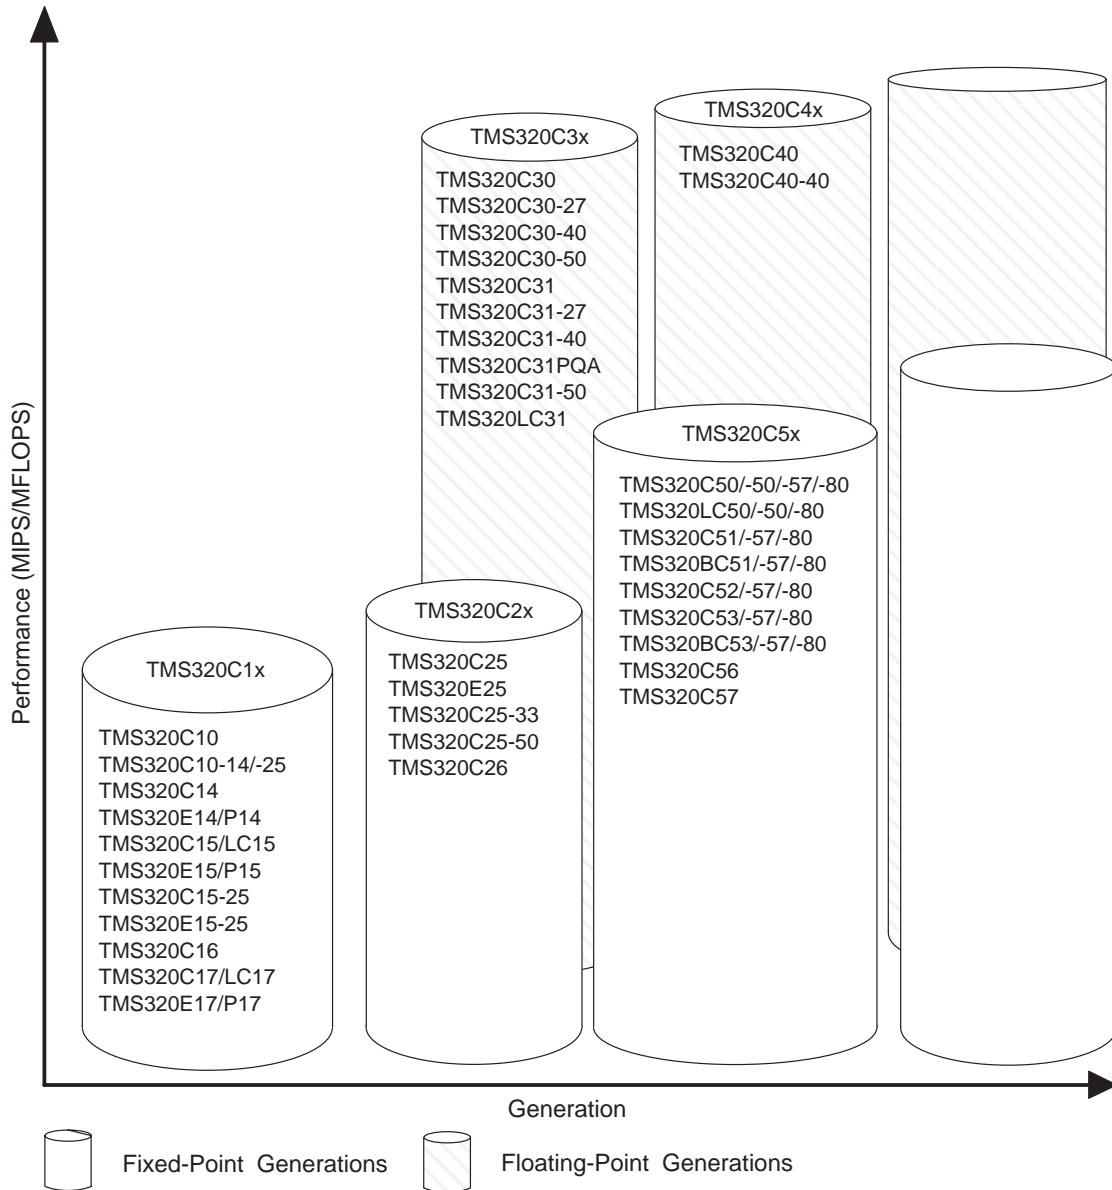 Performance (MIPS/MFLOPS)
TMS320C1x
TMS320C10
TMS320C10-14/-25
TMS320C14
TMS320E14/P14
TMS320C15/LC15
TMS320E15/P15
TMS320C15-25
TMS320E15-25
TMS320C16
TMS320C17/LC17
TMS320E17/P17
TMS320C2x
TMS320C25
TMS320E25
TMS320C25-33
TMS320C25-50
TMS320C26
TMS320C3x
TMS320C30
TMS320C30-27
TMS320C30-40
TMS320C30-50
TMS320C31
TMS320C31-27
TMS320C31-40
TMS320C31PQA
TMS320C31-50
TMS320LC31
TMS320C4x
TMS320C40
TMS320C40-40
TMS320C5x
TMS320C50/-50/-57/-80
TMS320LC50/-50/-80
TMS320C51/-57/-80
TMS320BC51/-57/-80
TMS320C52/-57/-80
TMS320C53/-57/-80
TMS320BC53/-57/-80
TMS320C56
TMS320C57
Generation
Fixed-Point Generations
Floating-Point Generations